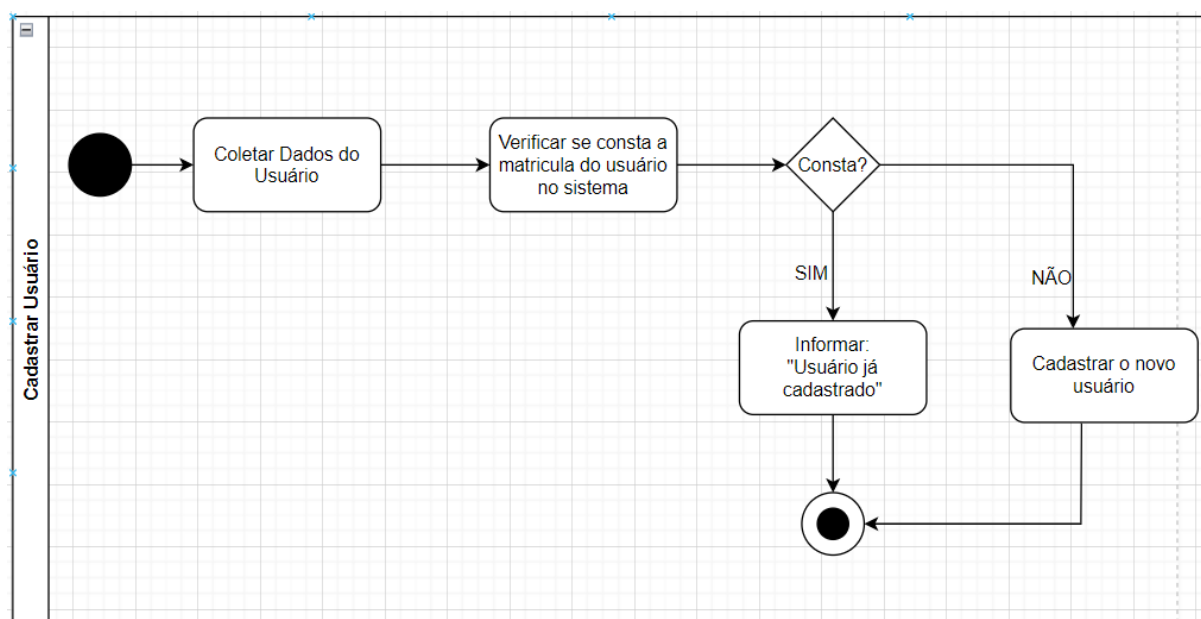 Cadastrar Usuário
Coletar Dados do
Usuário
Verificar se consta a
matricula do usuário
no sistema
Consta?
SIM
NÃO
Informar:
"Usuário já
cadastrado"
Cadastrar o novo
usuário